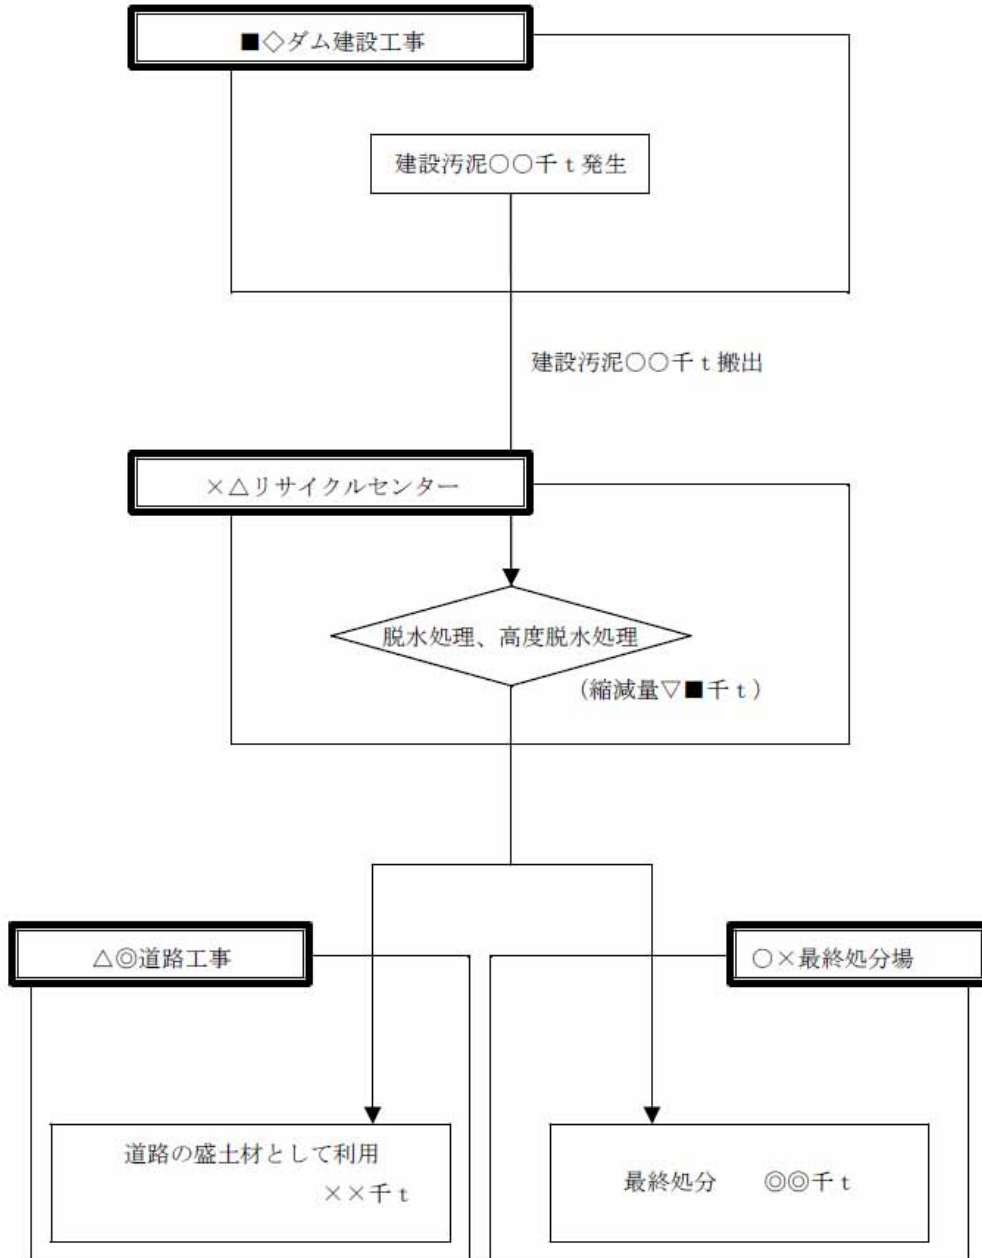 ■◇ダム建設工事
建設汚泥○○千ｔ発生
建設汚泥○○千ｔ搬出
×△リサイクルセンター
脱水処理、高度脱水処理
（縮減量▽■千ｔ）
△◎道路工事
○×最終処分場
道路の盛土材として利用
××千ｔ
最終処分　　◎◎千ｔ